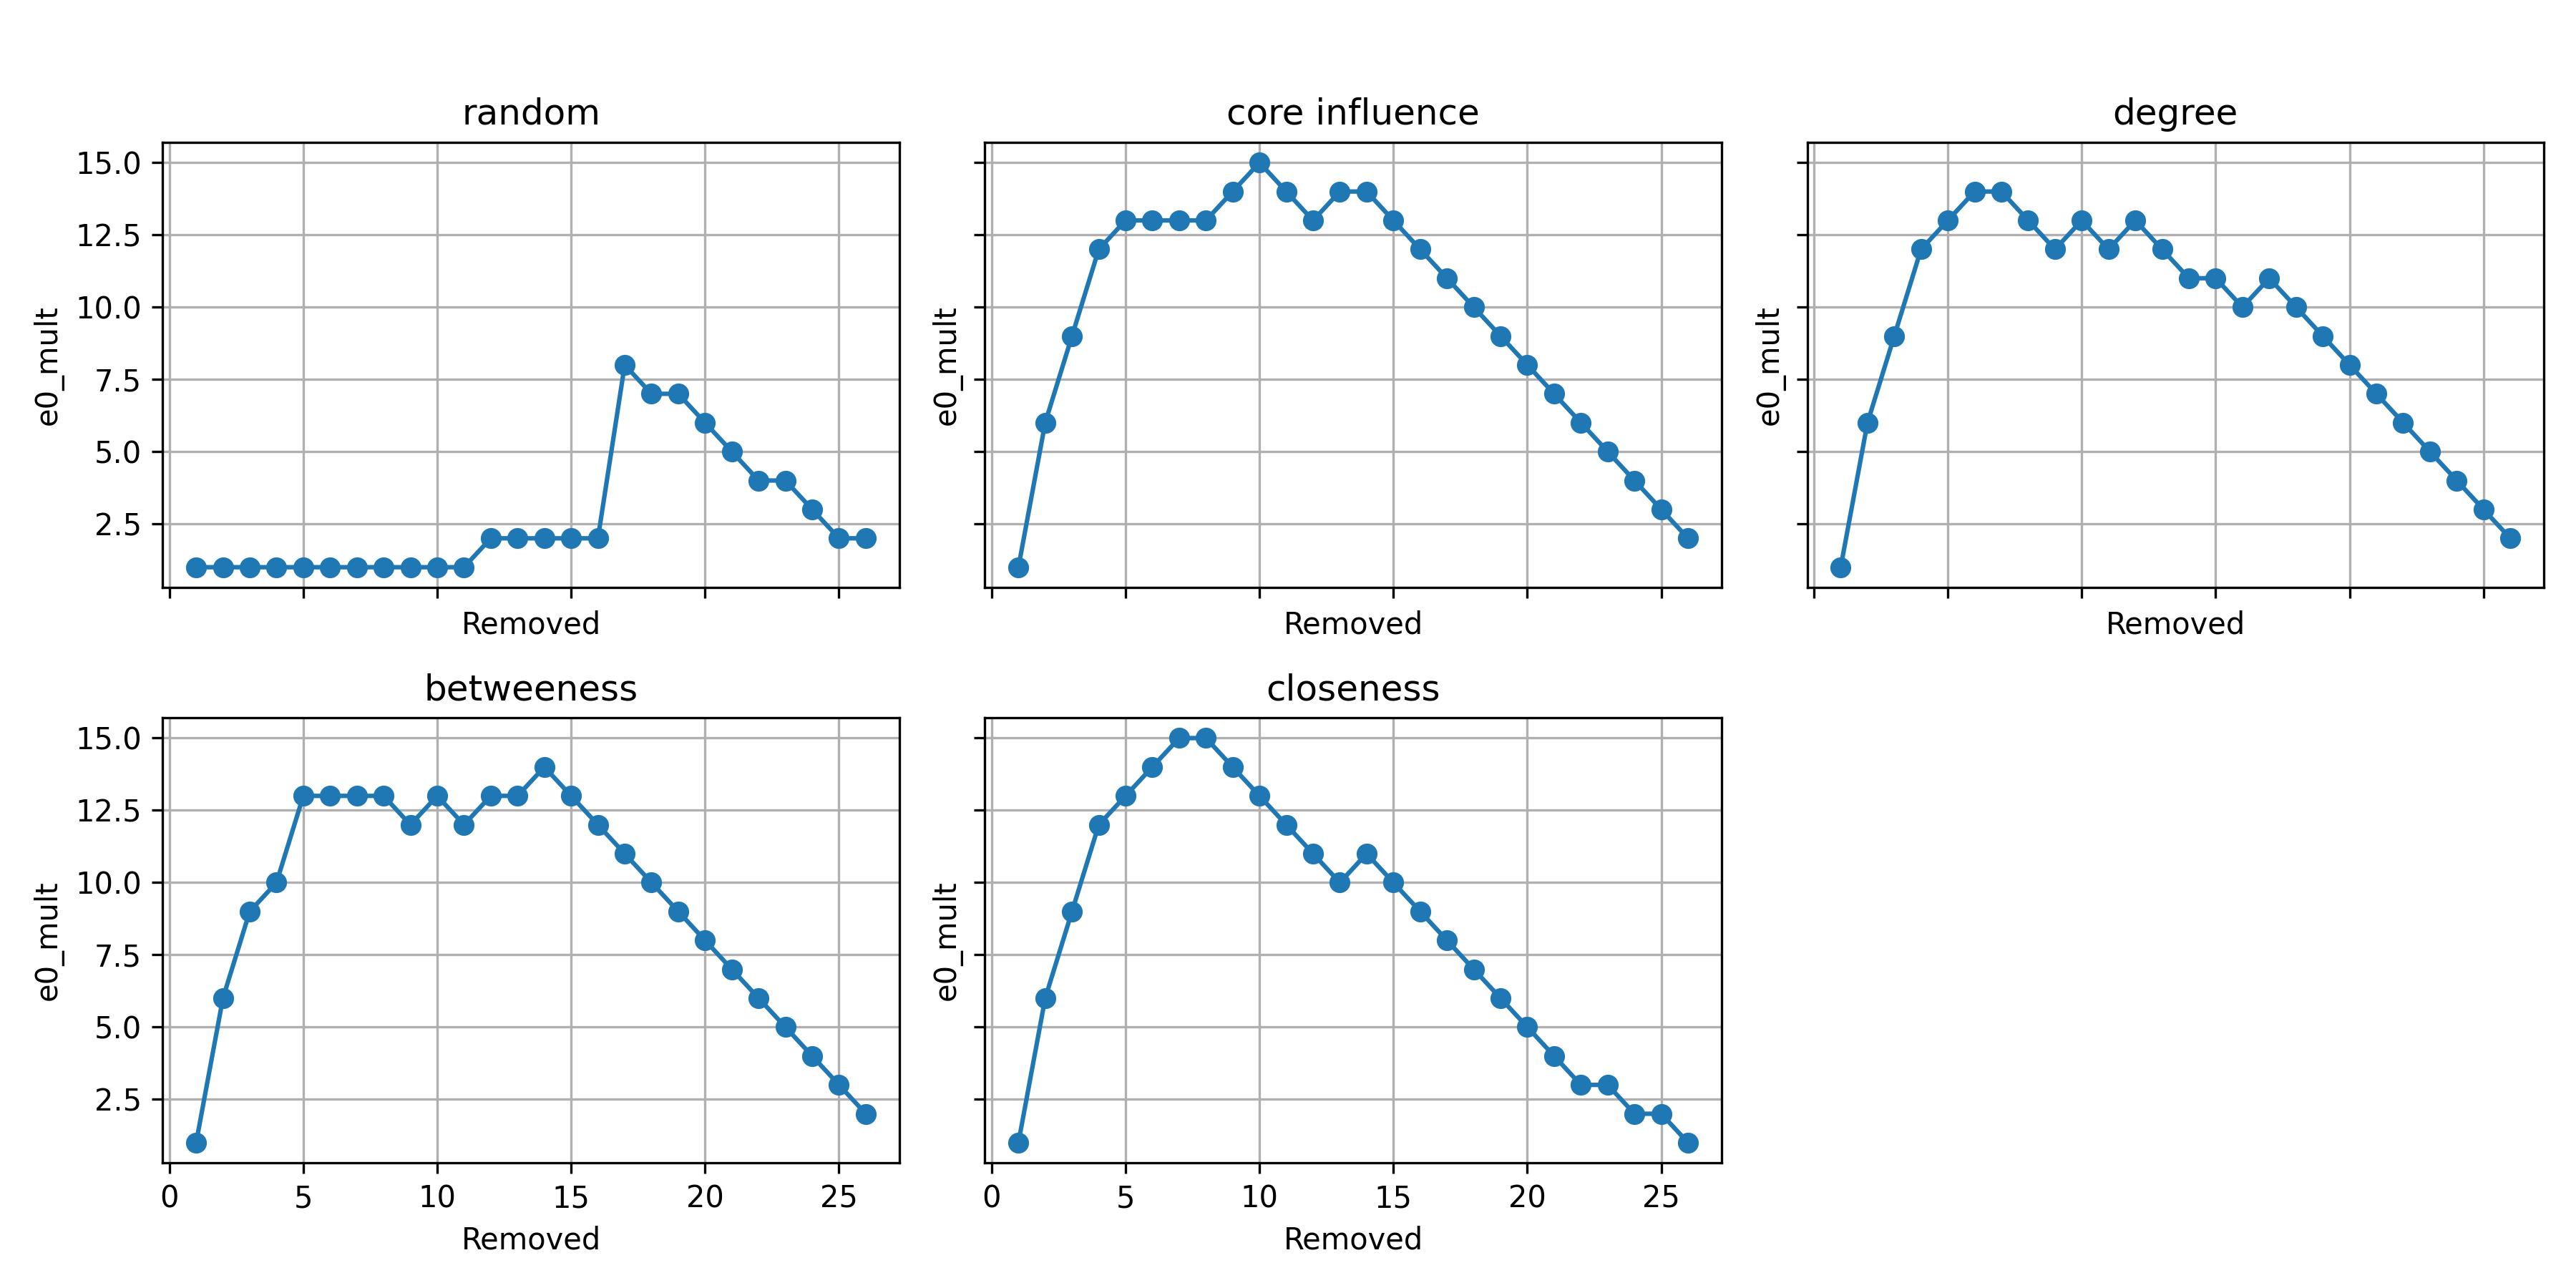 random
core influence
degree
15.0
12.5
10.0
7.5
5.0
2.5
e0_mult
e0_mult
e0_mult
Removed
Removed
Removed
betweeness
closeness
15.0
12.5
10.0
7.5
5.0
2.5
e0_mult
e0_mult
0 5 10 15 20 25
0 5 10 15 20 25
Removed
Removed